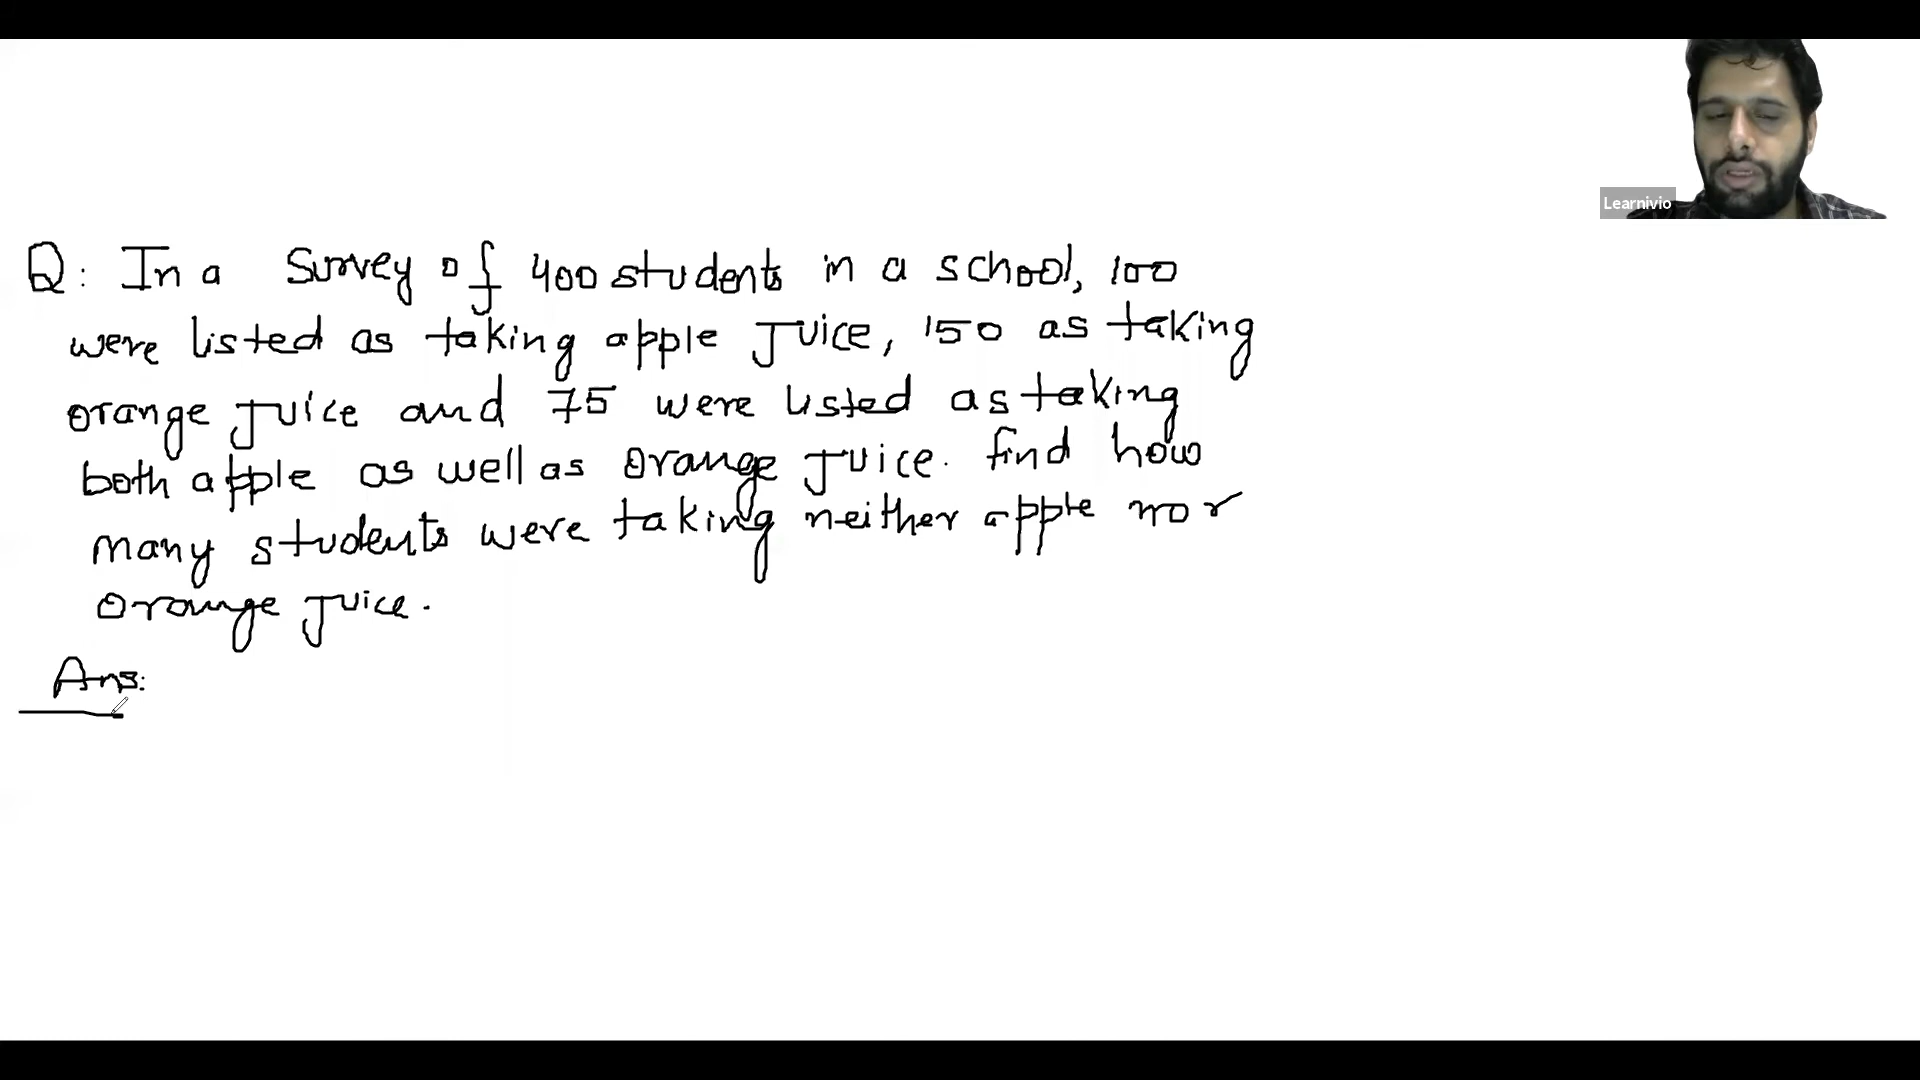 Learnivio
Q: In a Survey of 400 students in a school, 100
were listed as taking apple Juice, 150 as taking
orange Juice and 75 were listed as taking
both apple as well as orange Juice. find how
many students were taking neither apple nor
orange Juice.
Ans: